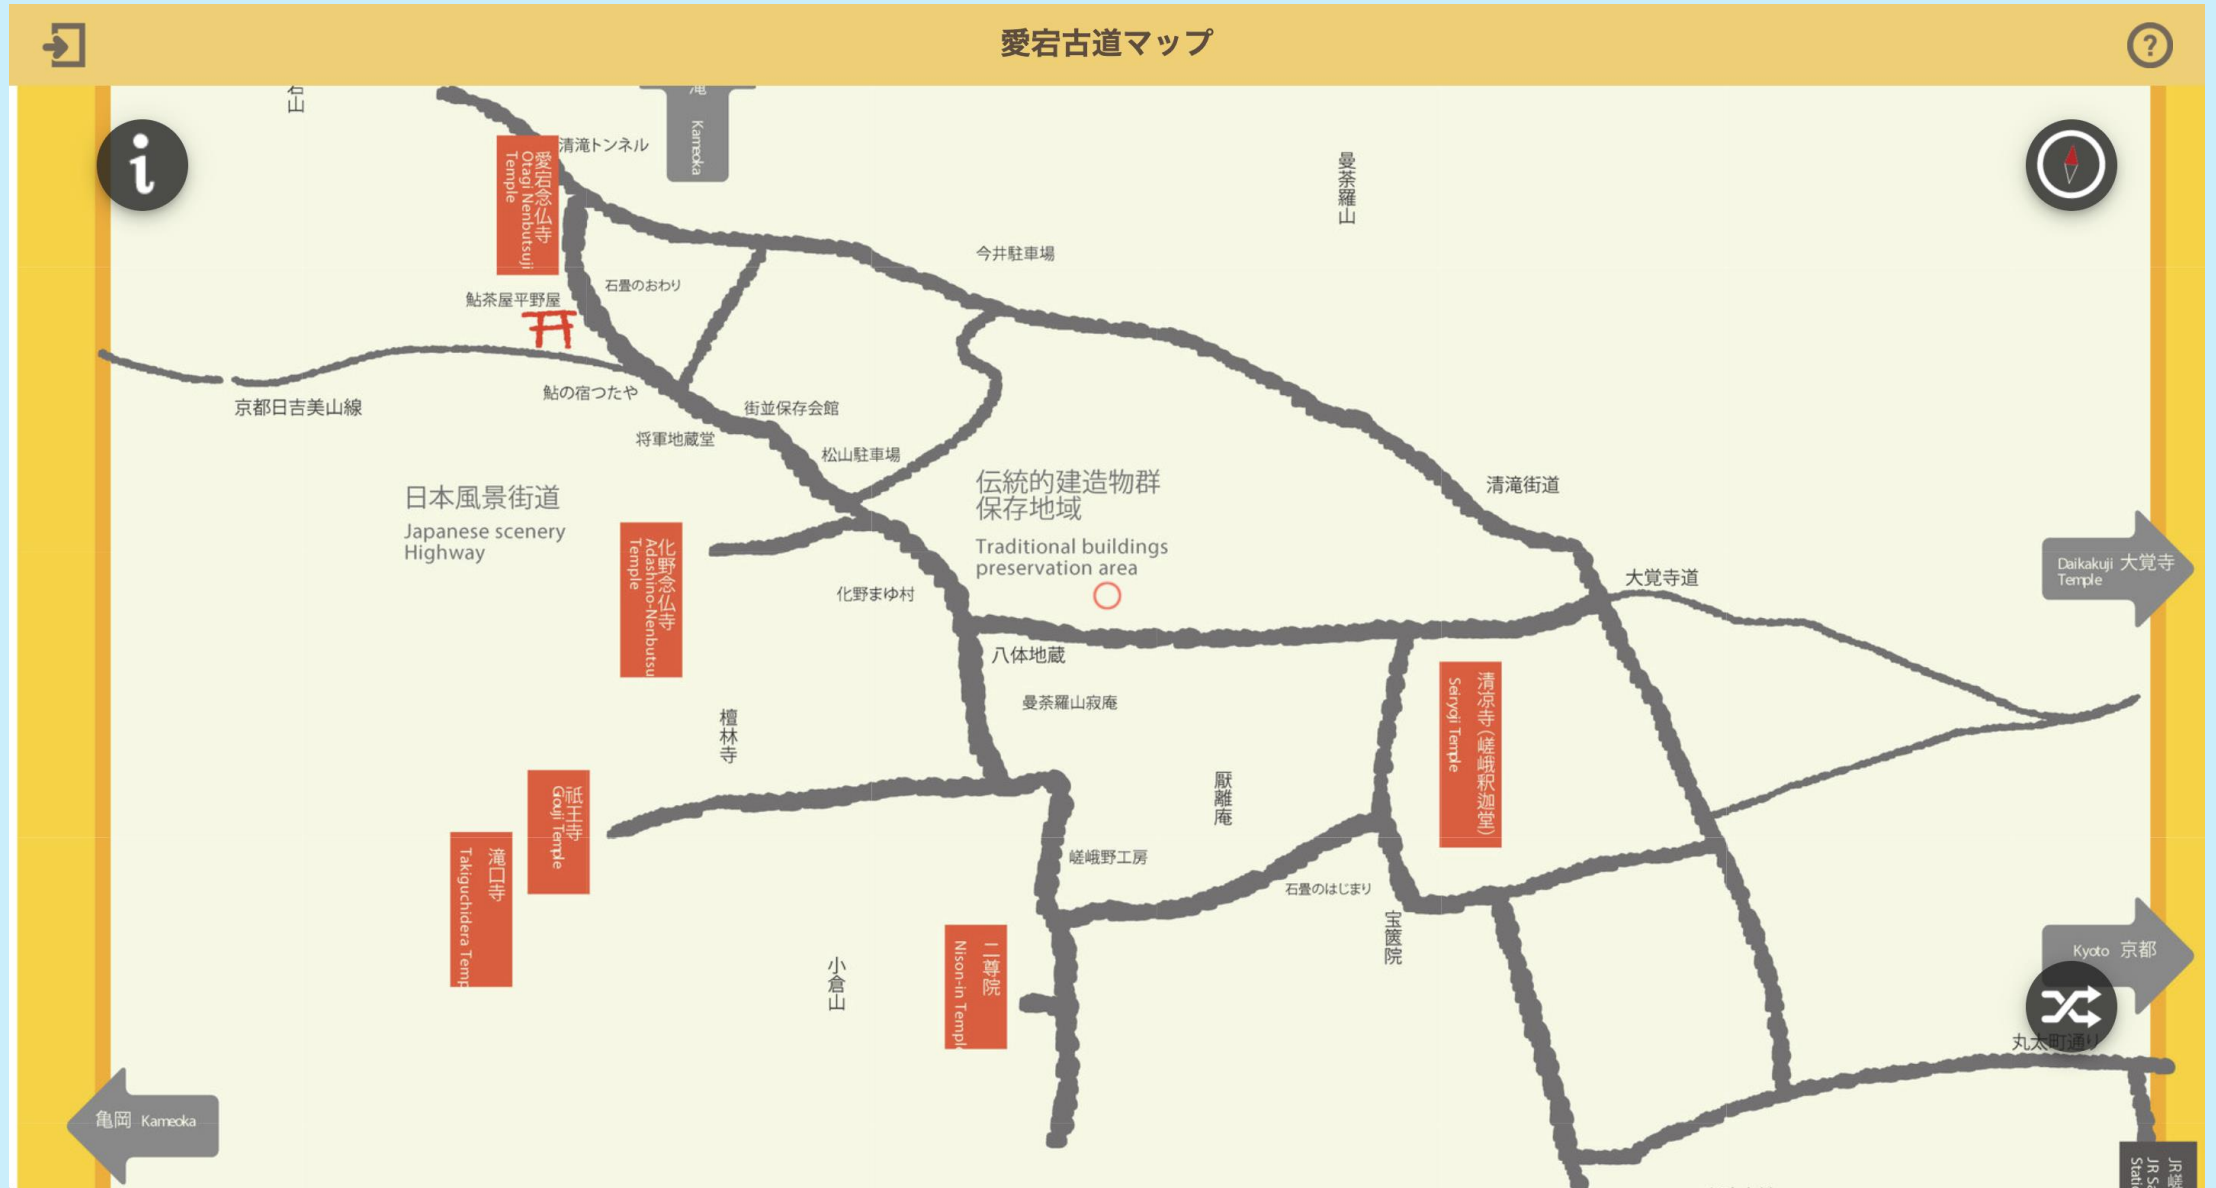 愛宕古道マップ
清滝トンネル
Kameoka
愛宕念仏寺
Otagi Nenbutsuji
Temple
曼荼羅山
今井駐車場
石畳のおわり
鮎茶屋平野屋
鮎の宿つたや
京都日吉美山線
街並保存会館
将軍地蔵堂
松山駐車場
日本風景街道
Japanese scenery
Highway
伝統的建造物群
保存地域
Traditional buildings
preservation area
清滝街道
化野念仏寺
Adashino-Nenbutsu
Temple
化野まゆ村
大覚寺道
Daikakuji 大覚寺
Temple
八体地蔵
曼荼羅山寂庵
檀林寺
清凉寺(嵯峨釈迦堂)
Seiryoji Temple
厭離庵
祇王寺
Giouji Temple
滝口寺
Takiguchidera Temp
嵯峨野工房
石畳のはじまり
宝篋院
二尊院
Nison-in Templ
小倉山
Kyoto 京都
丸太町通り
亀岡 Kameoka